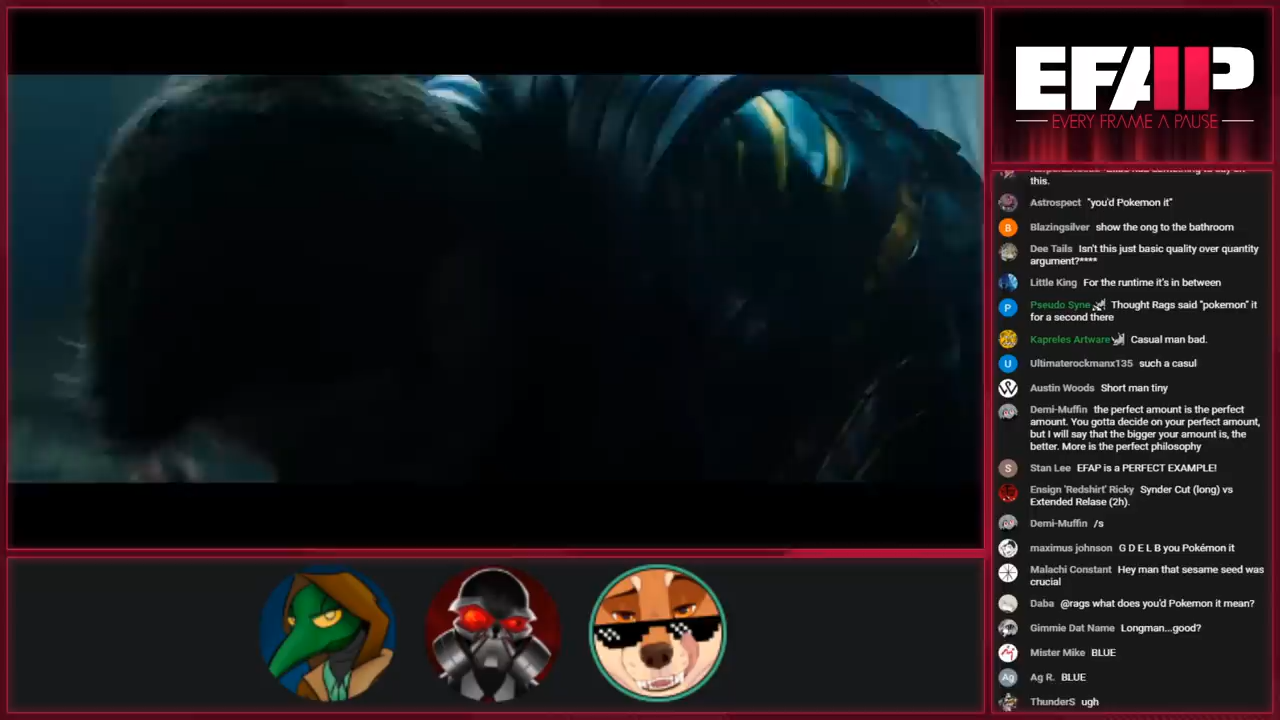 EFAP
EVERY FRAME A PAUSE
this.
Astrospect "you'd Pokemon it"
Blazingsilver show the ong to the bathroom
Dee Tails Isn't this just basic quality over quantity
argument?****
Little King For the runtime it's in between
Pseudo Syne Thought Rags said "pokemon" it
for a second there
Kapreles Artware Casual man bad.
Ultimaterockmanx135 such a casul
Austin Woods Short man tiny
Demi-Muffin the perfect amount is the perfect
amount. You gotta decide on your perfect amount,
but I will say that the bigger your amount is, the
better. More is the perfect philosophy
Stan Lee EFAP is a PERFECT EXAMPLE!
Ensign 'Redshirt' Ricky Synder Cut (long) vs
Extended Relase (2h).
Demi-Muffin /s
maximus johnson G D E L B you Pokémon it
Malachi Constant Hey man that sesame seed was
crucial
Daba @rags what does you'd Pokemon it mean?
Gimmie Dat Name Longman...good?
Mister Mike BLUE
Ag R. BLUE
ThunderS ugh